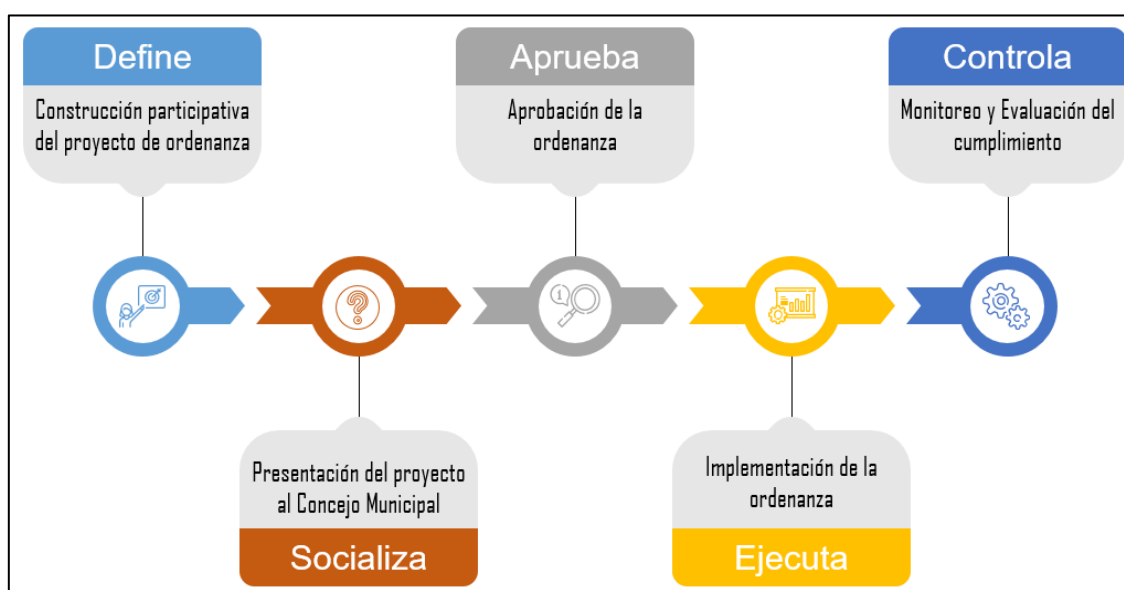 Define
Construcción participativa
del proyecto de ordenanza
Presentación del proyecto
al Concejo Municipal
Socializa
Aprueba
Aprobación de la
ordenanza
Implementación de la
ordenanza
Ejecuta
Controla
Monitoreo y Evaluación del
cumplimiento